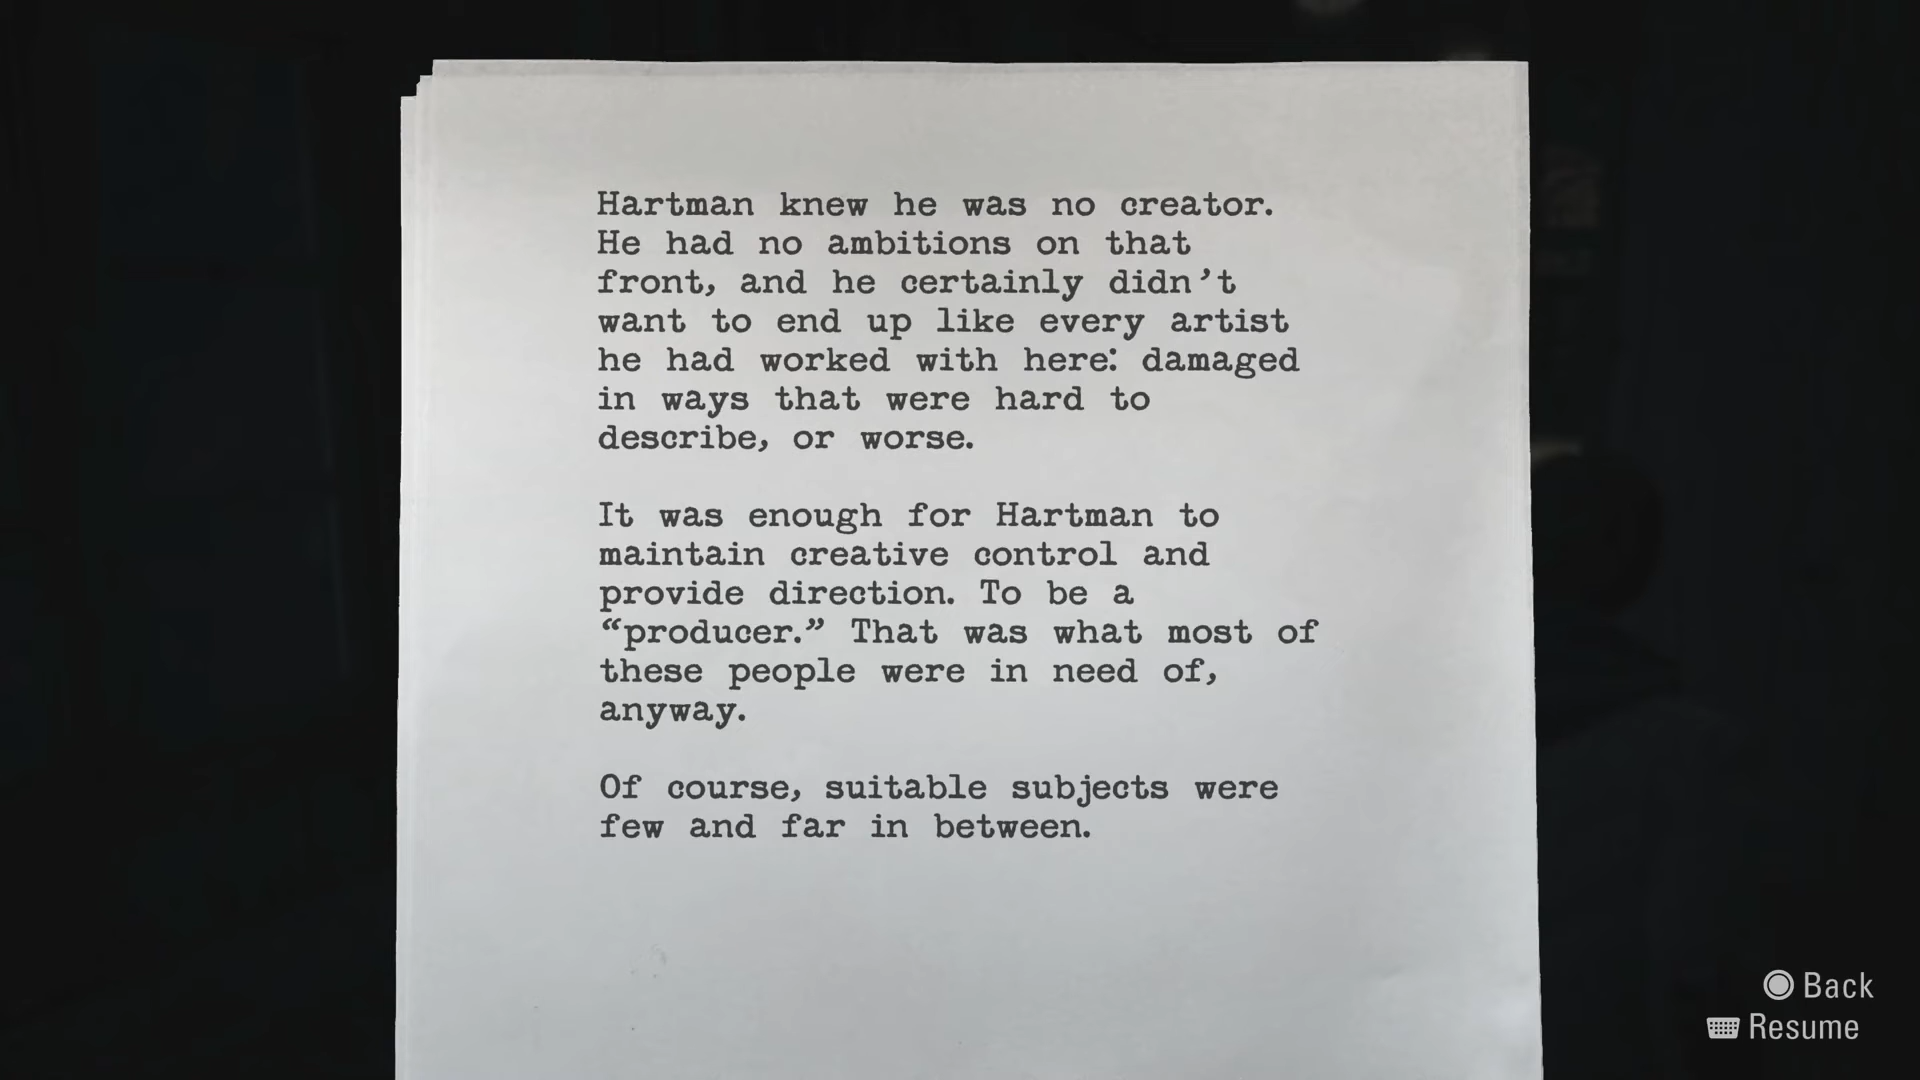 Hartman knew he was no creator.
He had no ambitions on that
front, and he certainly didn’t
want to end up like every artist
he had worked with here: damaged
in ways that were hard to
describe, or worse.
It was enough for Hartman to
maintain creative control and
provide direction. To be a
“producer.” That was what most of
these people were in need of,
anyway.
Of course, suitable subjects were
few and far in between.
Back
Resume